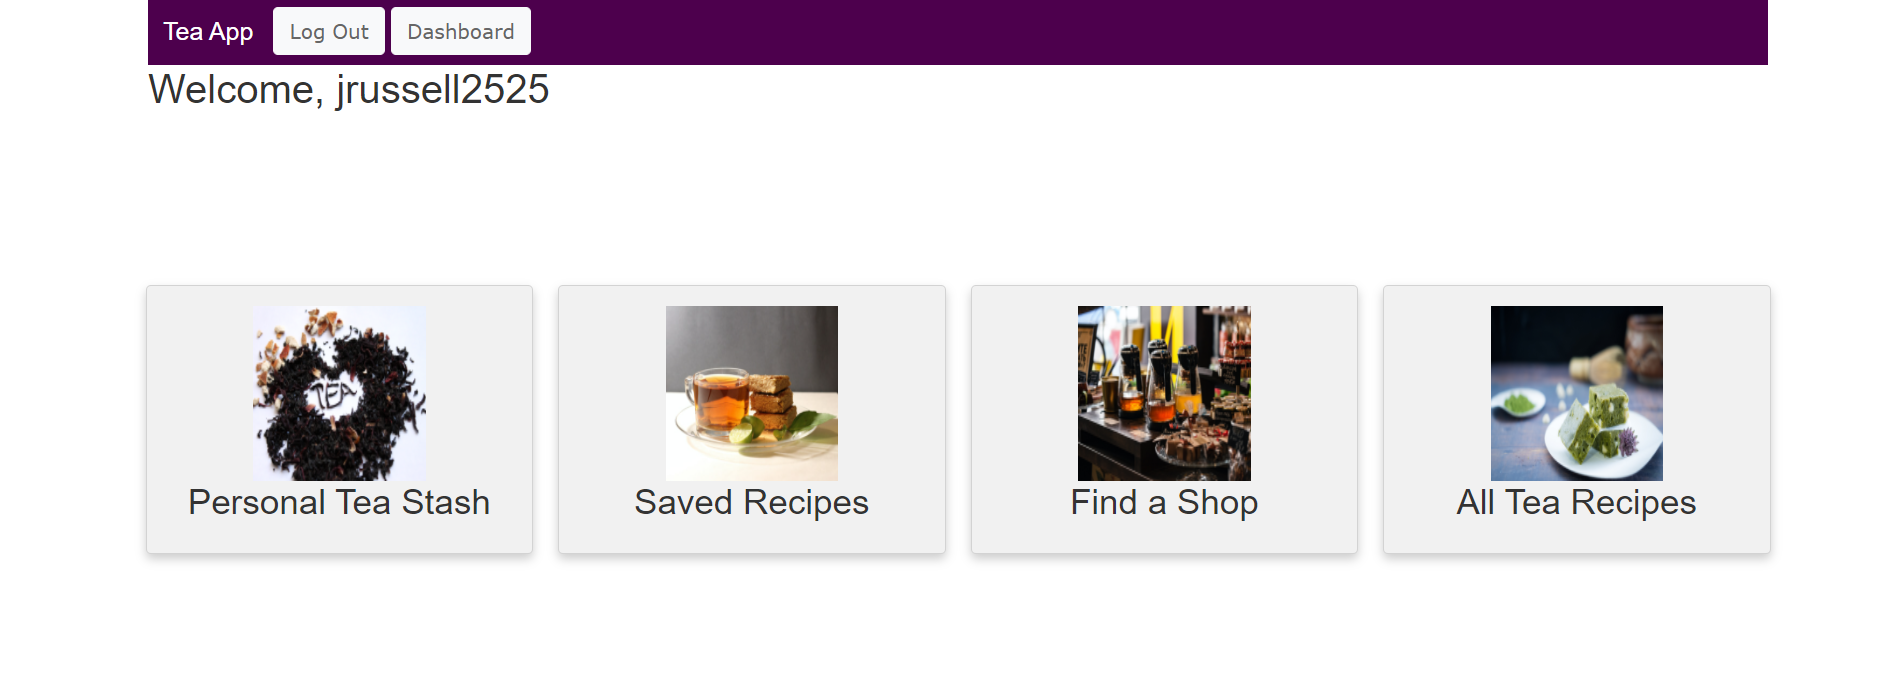 Tea App Log Out Dashboard
Welcome, jrussell2525
TEA
Personal Tea Stash
Saved Recipes
Find a Shop
All Tea Recipes